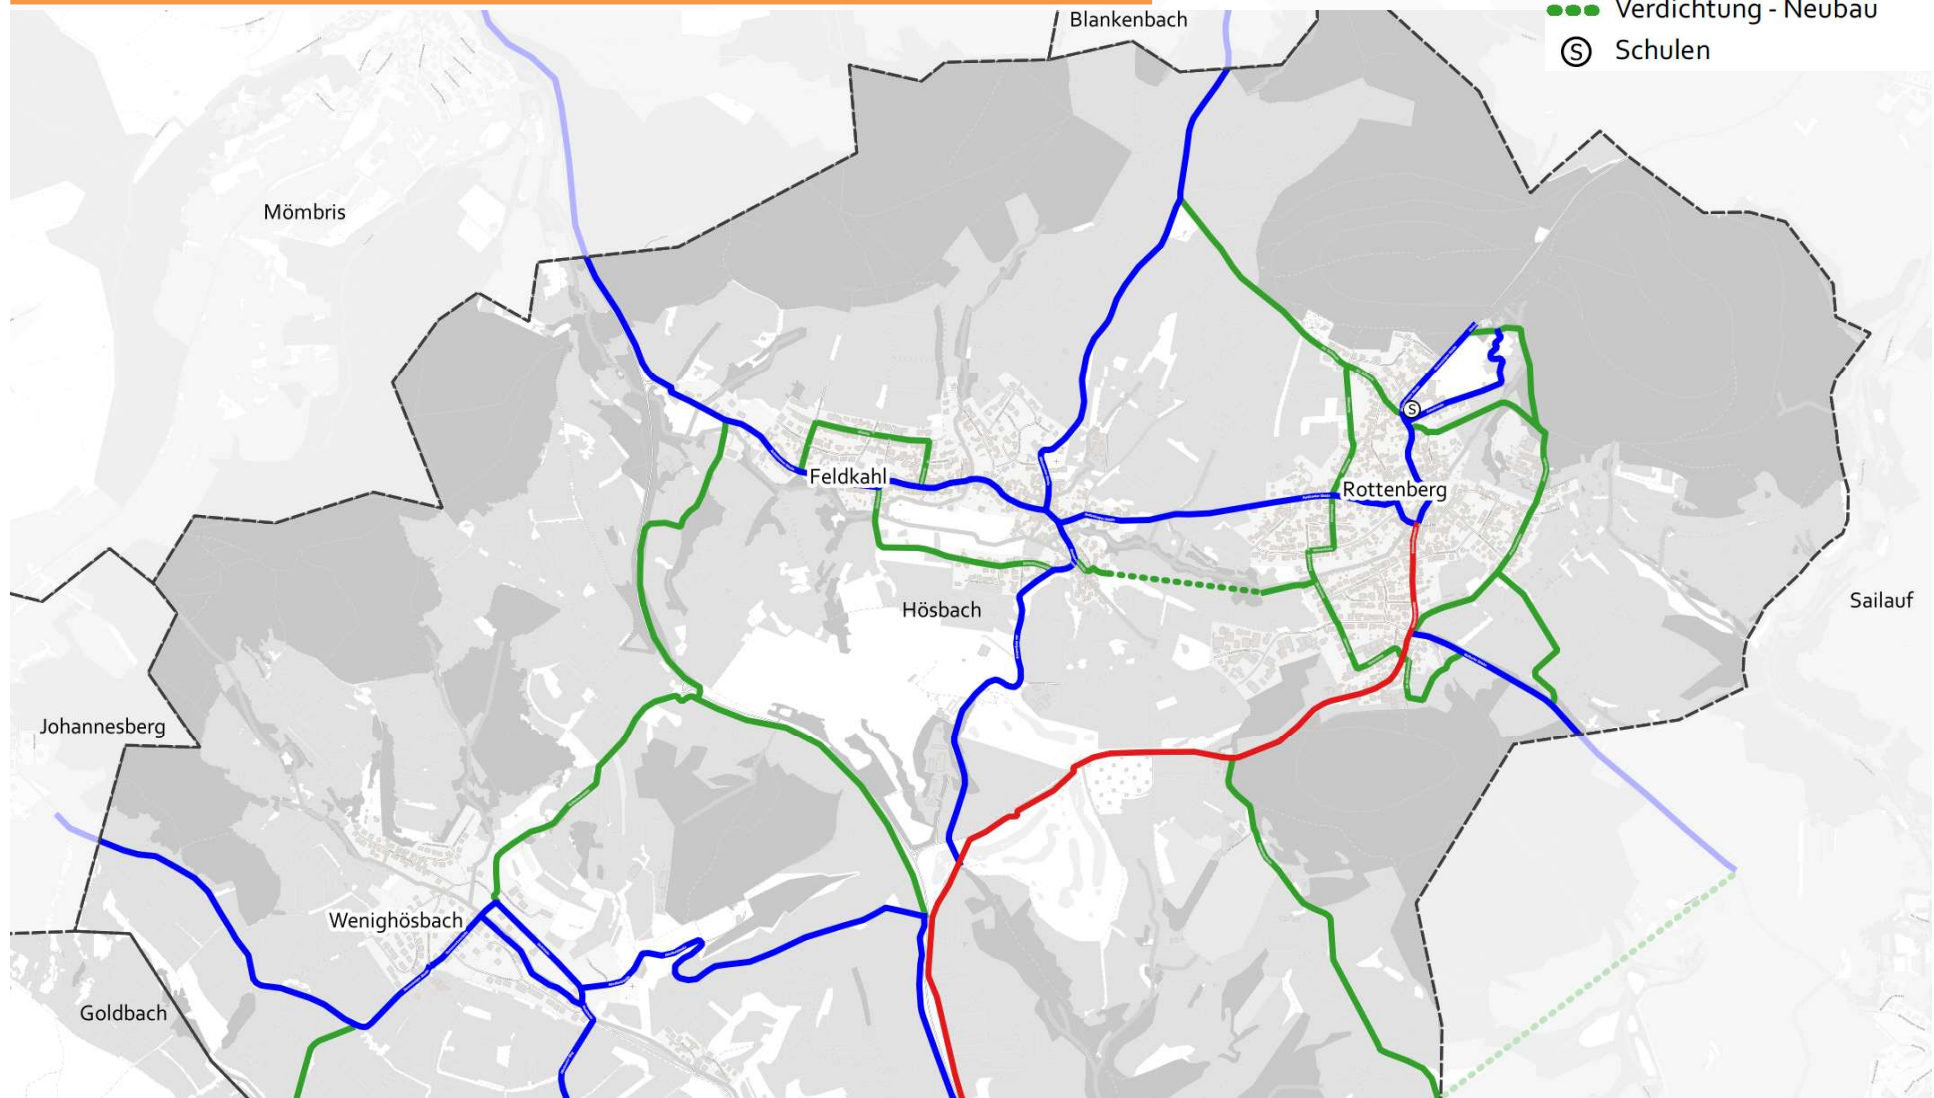 Blankenbach
Verdichtung - Neubau
S Schulen
Mömbris
S
Feldkahl
Rottenberg
Hösbach
Sailauf
Johannesberg
Wenighösbach
Goldbach